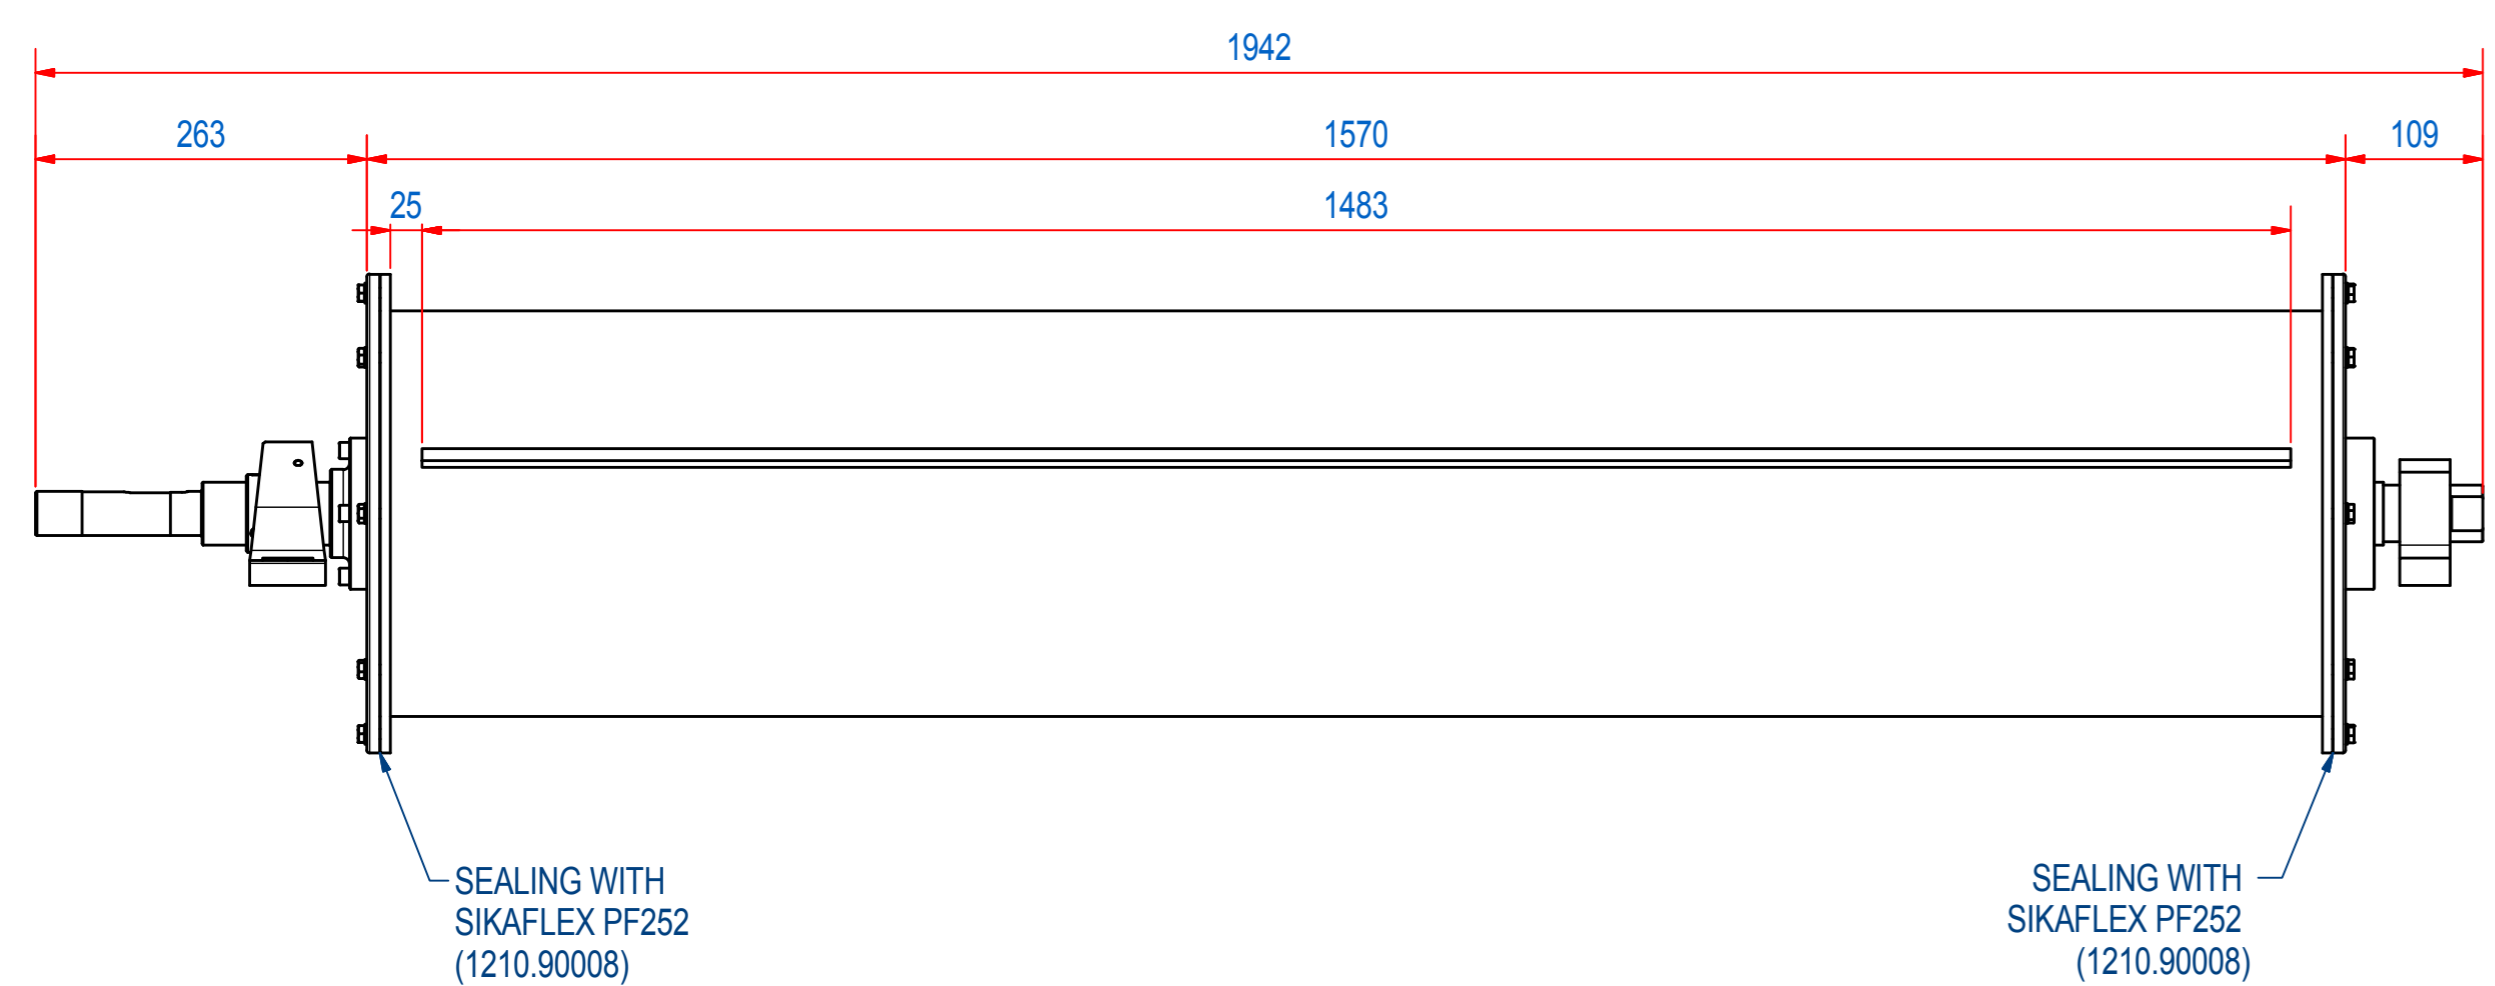 1942
263
1570
109
25
1483
SEALING WITH
SIKAFLEX PF252
(1210.90008)
SEALING WITH
SIKAFLEX PF252
(1210.90008)